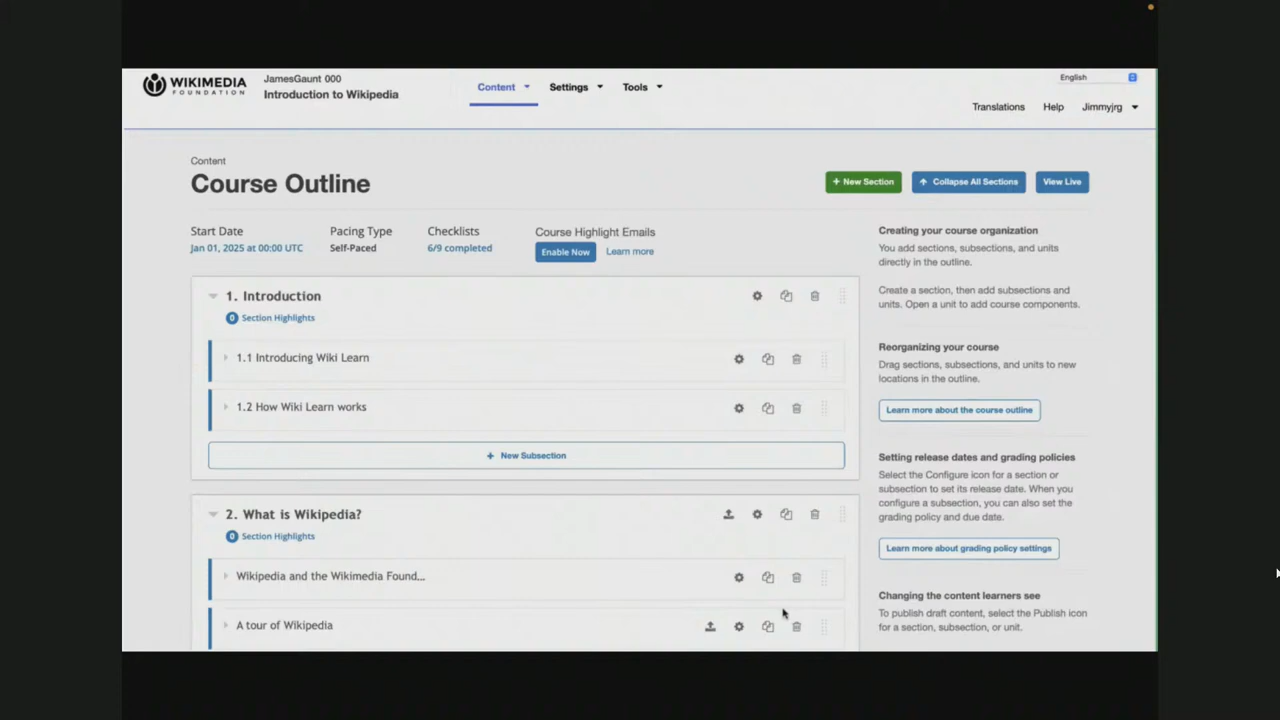 WIKIMEDIA
FOUNDATION
JamesGaunt 000
Introduction to Wikipedia
Content
Settings
Tools
English
Translations
Help
Jimmyjrg
Content
Course Outline
+ New Section
Collapse All Sections
View Live
Start Date
Jan 01, 2025 at 00:00 UTC
Pacing Type
Self-Paced
Checklists
6/9 completed
Course Highlight Emails
Enable Now
Learn more
1. Introduction
0 Section Highlights
1.1 Introducing Wiki Learn
1.2 How Wiki Learn works
+ New Subsection
2. What is Wikipedia?
0 Section Highlights
Wikipedia and the Wikimedia Found...
A tour of Wikipedia
Creating your course organization
You add sections, subsections, and units
directly in the outline.
Create a section, then add subsections and
units. Open a unit to add course components.
Reorganizing your course
Drag sections, subsections, and units to new
locations in the outline.
Learn more about the course outline
Setting release dates and grading policies
Select the Configure icon for a section or
subsection to set its release date. When you
configure a subsection, you can also set the
grading policy and due date.
Learn more about grading policy settings
Changing the content learners see
To publish draft content, select the Publish icon
for a section, subsection, or unit.